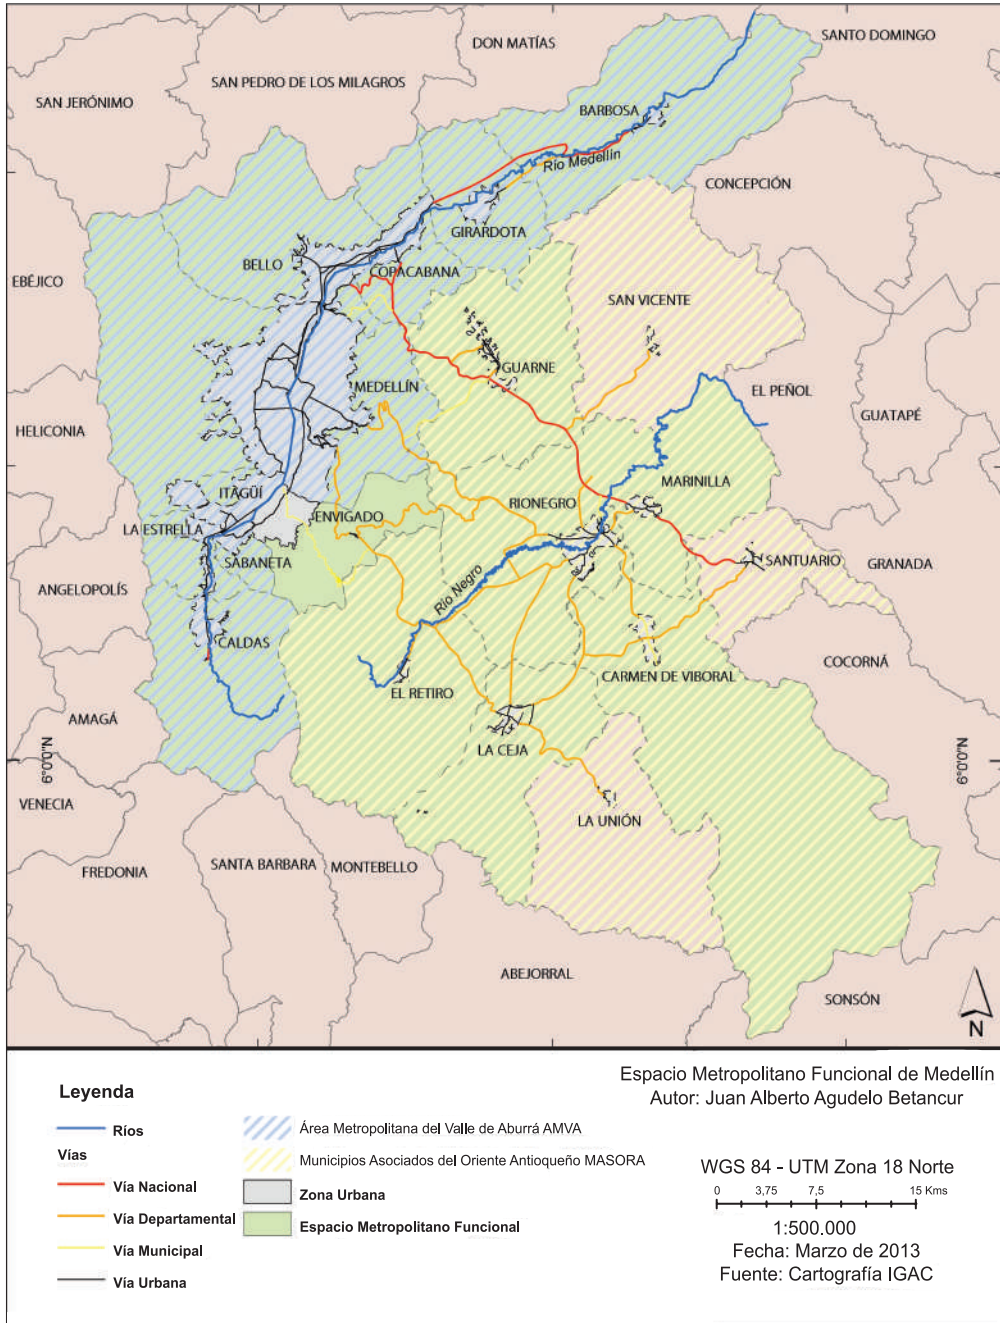 DON MATÍAS
SANTO DOMINGO
SAN PEDRO DE LOS MILAGROS
SAN JERÓNIMO
BARBOSA
Río Medellín
CONCEPCIÓN
GIRARDOTA
BELLO
COPACABANA
EBÉJICO
SAN VICENTE
GUARNE
MEDELLÍN
EL PEÑOL
GUATAPÉ
HELICONIA
MARINILLA
ITAGÜÍ
RIONEGRO
ENVIGADO
LA ESTRELLA
SABANETA
SANTUARIO
GRANADA
ANGELOPOLÍS
Río Negro
CALDAS
COCORNÁ
CARMEN DE VIBORAL
EL RETIRO
AMAGÁ
LA CEJA
6°0'0"N
6°0'0"N
VENECIA
LA UNIÓN
FREDONIA
SANTA BARBARA
MONTEBELLO
ABEJORRAL
SONSÓN
N
Leyenda
Ríos
Vías
Vía Nacional
Vía Departamental
Vía Municipal
Vía Urbana
Área Metropolitana del Valle de Aburrá AMVA
Municipios Asociados del Oriente Antioqueño MASORA
Zona Urbana
Espacio Metropolitano Funcional
Espacio Metropolitano Funcional de Medellín
Autor: Juan Alberto Agudelo Betancur
WGS 84 - UTM Zona 18 Norte
0 3,75 7,5 15 Kms
1:500.000
Fecha: Marzo de 2013
Fuente: Cartografía IGAC